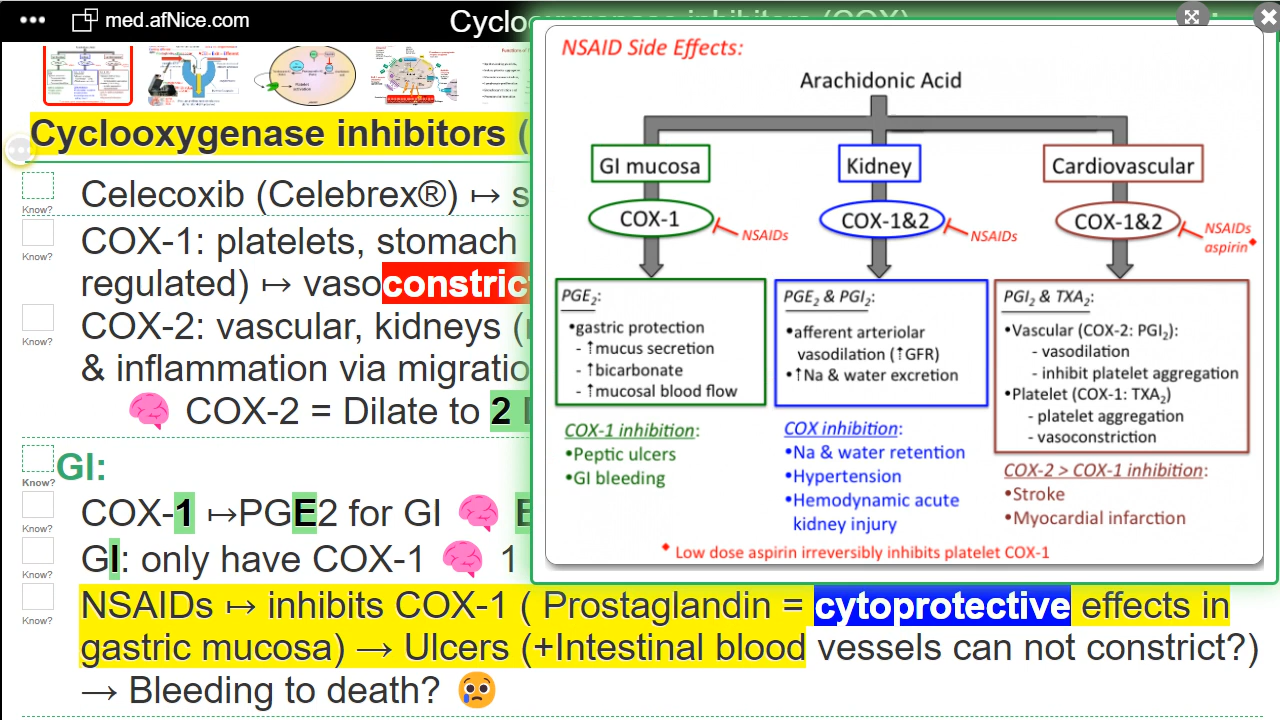 med.afNice.com
Cyclooxygenase inhibitors (COX)
Cyclooxygenase inhibitors (
Know?
Celecoxib (Celebrex®) ↦ s
Know?
COX-1: platelets, stomach
regulated) ↦ vasoconstric
Know?
COX-2: vascular, kidneys (
& inflammation via migratio
🧠 COX-2 = Dilate to 2
Know?
GI:
Know?
COX-1 ↦PGE2 for GI 🧠 E
Know?
GI: only have COX-1 🧠 1
Know?
NSAIDs ↦ inhibits COX-1 ( Prostaglandin = cytoprotective effects in
gastric mucosa) → Ulcers (+Intestinal blood vessels can not constrict?)
→ Bleeding to death? 😢
NSAID Side Effects:
Arachidonic Acid
GI mucosa
COX-1
NSAIDs
PGE₂:
•gastric protection
- ↑mucus secretion
- ↑bicarbonate
- ↑mucosal blood flow
COX-1 inhibition:
•Peptic ulcers
•GI bleeding
Kidney
COX-1&2
NSAIDs
PGE₂ & PGI₂:
•afferent arteriolar
vasodilation (↑GFR)
•↑Na & water excretion
COX inhibition:
•Na & water retention
•Hypertension
•Hemodynamic acute
kidney injury
Cardiovascular
COX-1&2
NSAIDs
aspirin♦
PGI₂ & TXA₂:
•Vascular (COX-2: PGI₂):
- vasodilation
- inhibit platelet aggregation
•Platelet (COX-1: TXA₂)
- platelet aggregation
- vasoconstriction
COX-2 > COX-1 inhibition:
•Stroke
•Myocardial infarction
♦ Low dose aspirin irreversibly inhibits platelet COX-1